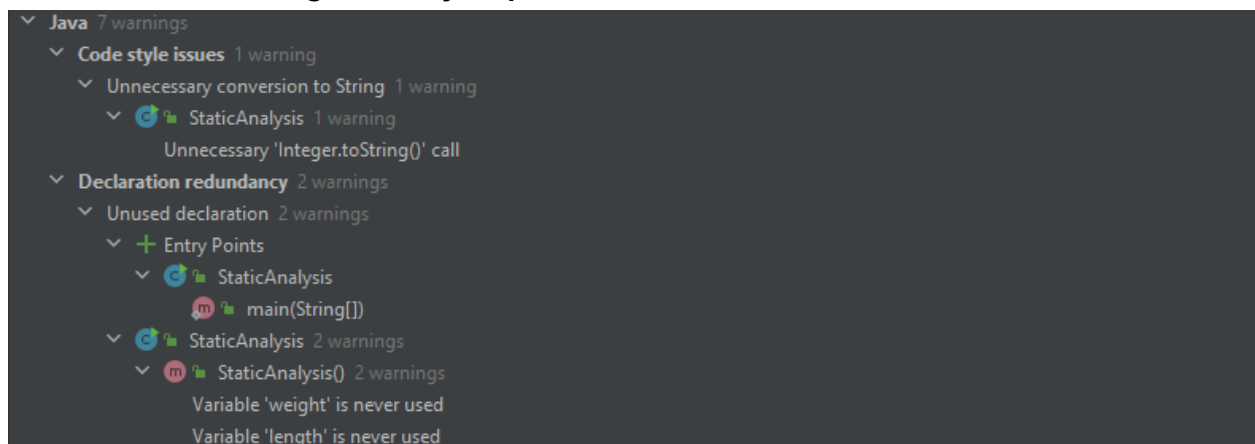 Java 7 warnings
Code style issues 1 warning
Unnecessary conversion to String 1 warning
StaticAnalysis 1 warning
Unnecessary 'Integer.toString()' call
Declaration redundancy 2 warnings
Unused declaration 2 warnings
Entry Points
StaticAnalysis
main(String[])
StaticAnalysis 2 warnings
StaticAnalysis() 2 warnings
Variable 'weight' is never used
Variable 'length' is never used